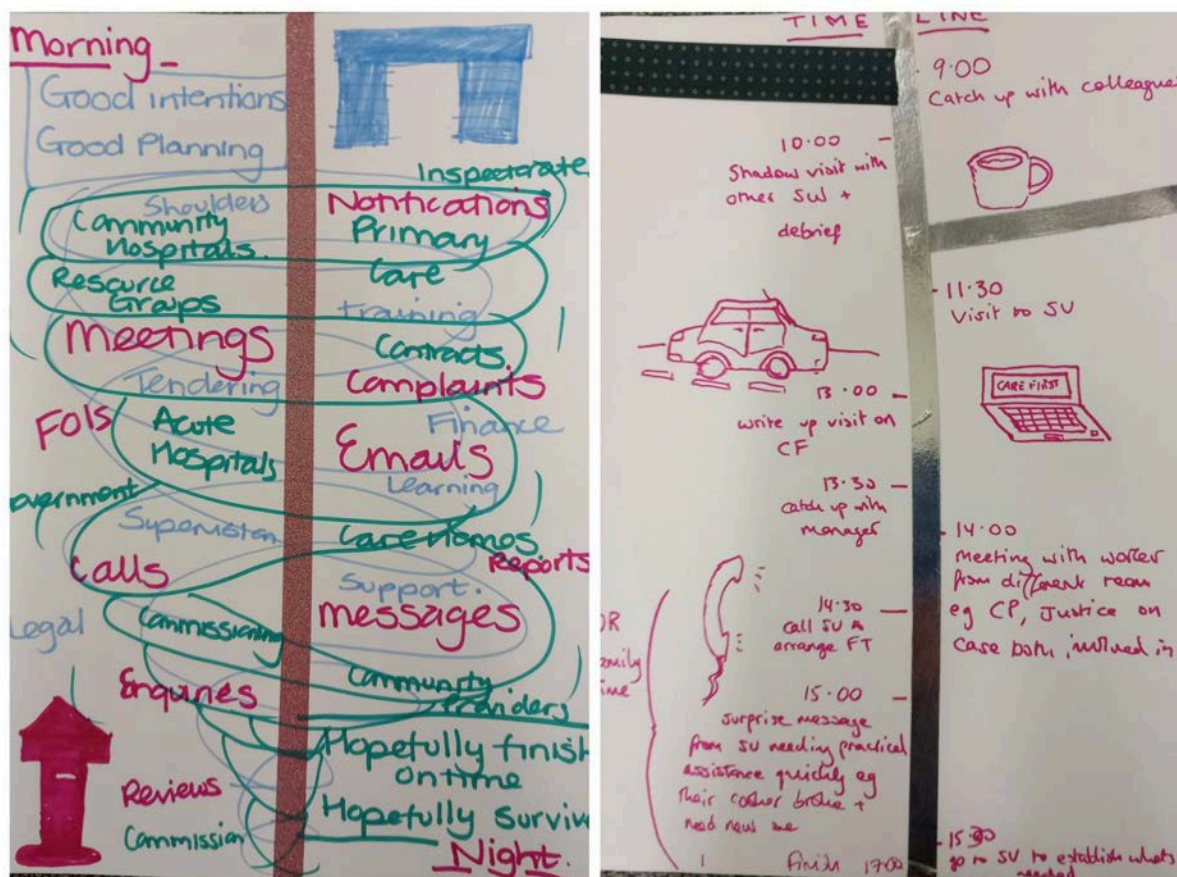 Morning
Good intentions
Good Planning
Inspectorate
Shoulders
Notifications
Community
Hospitals.
Primary
Care
Resource
Groups
training
Meetings
Contracts
Tendering
Complaints
FOIs
Acute
Hospitals
Finance
Emails
Learning
overnment
Supervision
Care Homes
Reports
Calls
Support.
messages
Legal
Commissioning
Enquiries
Community
Providers
Hopefully finish
on time
Reviews
Hopefully Surviv
Commission
Night.
TIME LINE
9.00
Catch up with colleague
10.00
Shadow visit with
other SW +
debrief
11.30
Visit to SU
CARE FIRST
13.00
write up visit on
CF
13.30
catch up with
manager
14.00
meeting with worker
from different team
eg CP, Justice on
case both involved in
14.30
call SU
arrange FT
OR
amily
ime
15.00
surprise message
from SU needing practical
assistance quickly eg
their cooker broke +
need new
15.30
go to SU to establish whats
needed
Finish 17.00